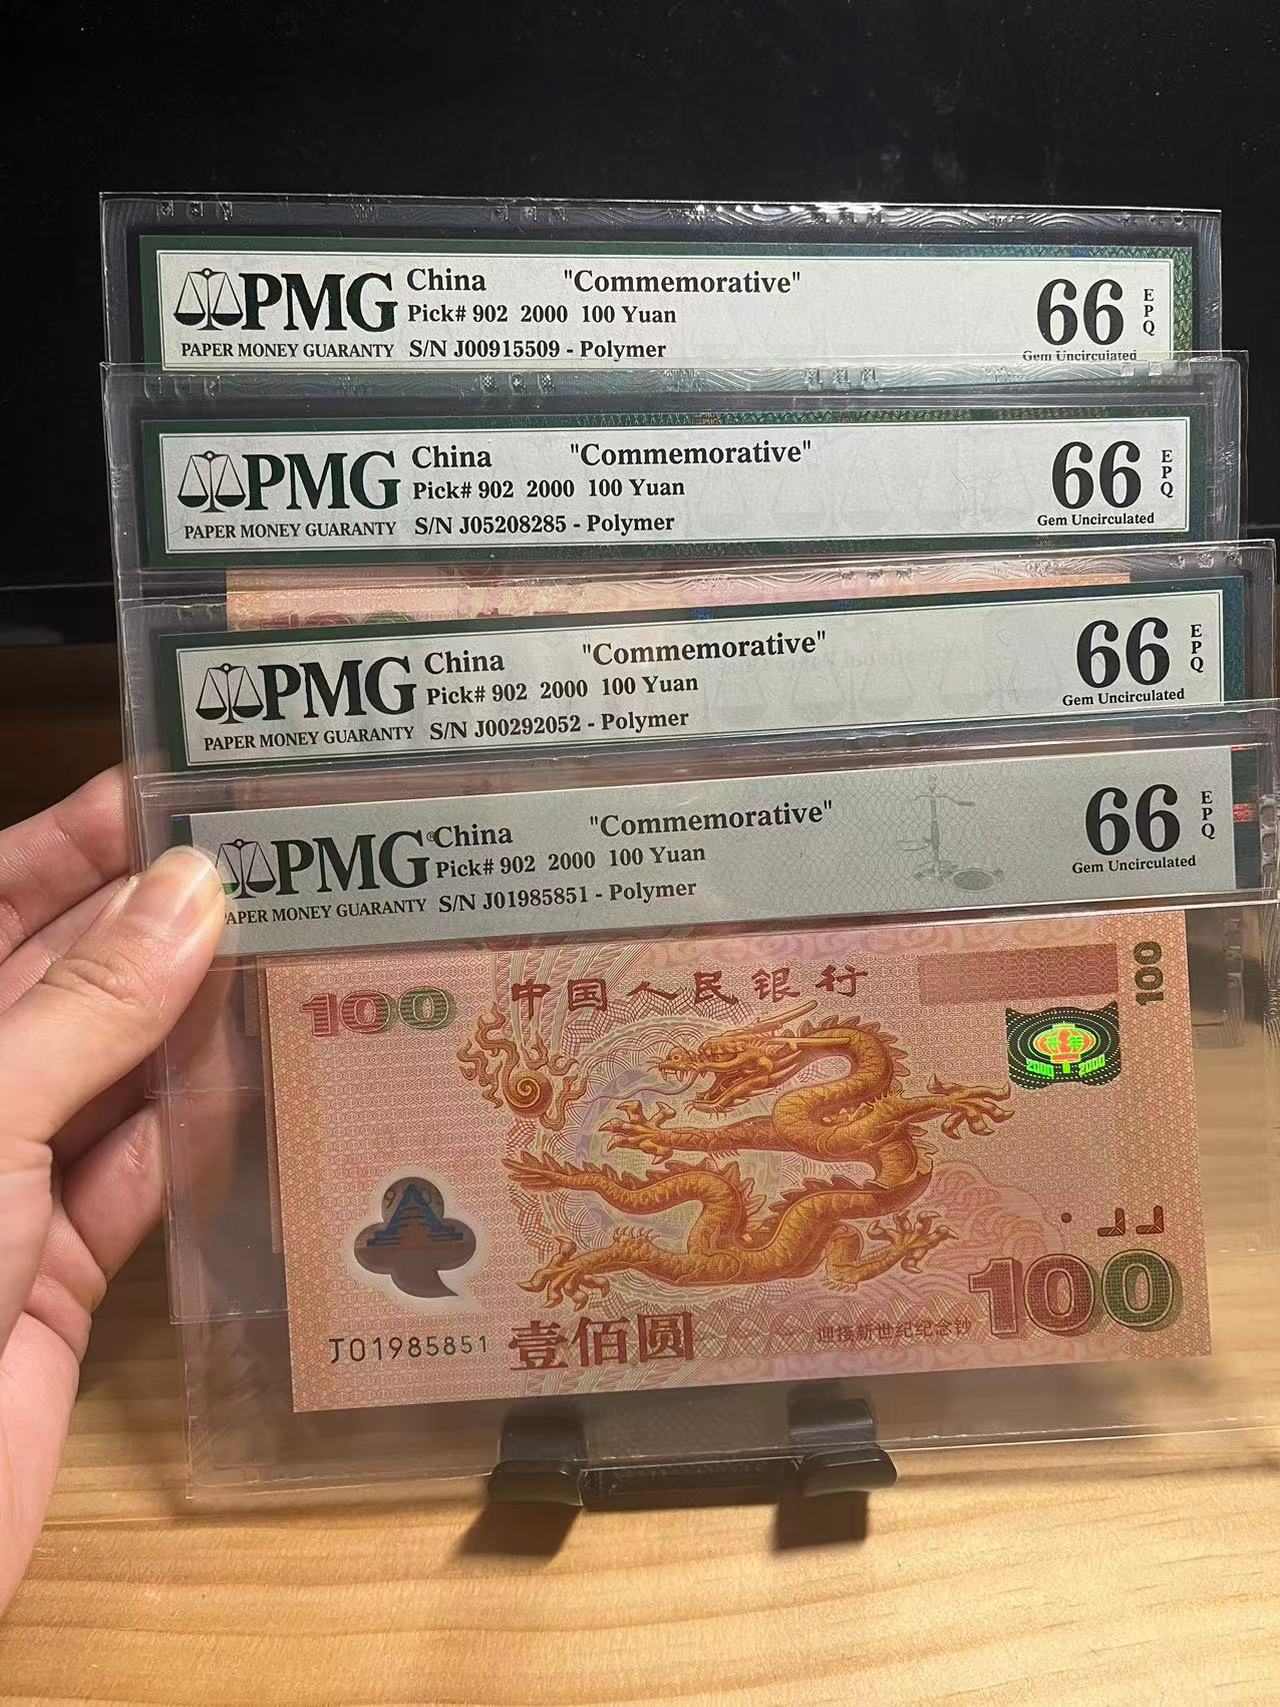 PMG China "Commemorative" 66 EPQ
Pick# 902 2000 100 Yuan
PAPER MONEY GUARANTY S/N J00915509 - Polymer Gem Uncirculated
PMG China "Commemorative" 66 EPQ
Pick# 902 2000 100 Yuan
PAPER MONEY GUARANTY S/N J05208285 - Polymer Gem Uncirculated
PMG China "Commemorative" 66 EPQ
Pick# 902 2000 100 Yuan
PAPER MONEY GUARANTY S/N J00292052 - Polymer Gem Uncirculated
PMG® China "Commemorative" 66 EPQ
Pick# 902 2000 100 Yuan
PAPER MONEY GUARANTY S/N J01985851 - Polymer Gem Uncirculated
100 中国人民银行 100
千年
2000 2000
100
J01985851 壹佰圆 迎接新世纪纪念钞